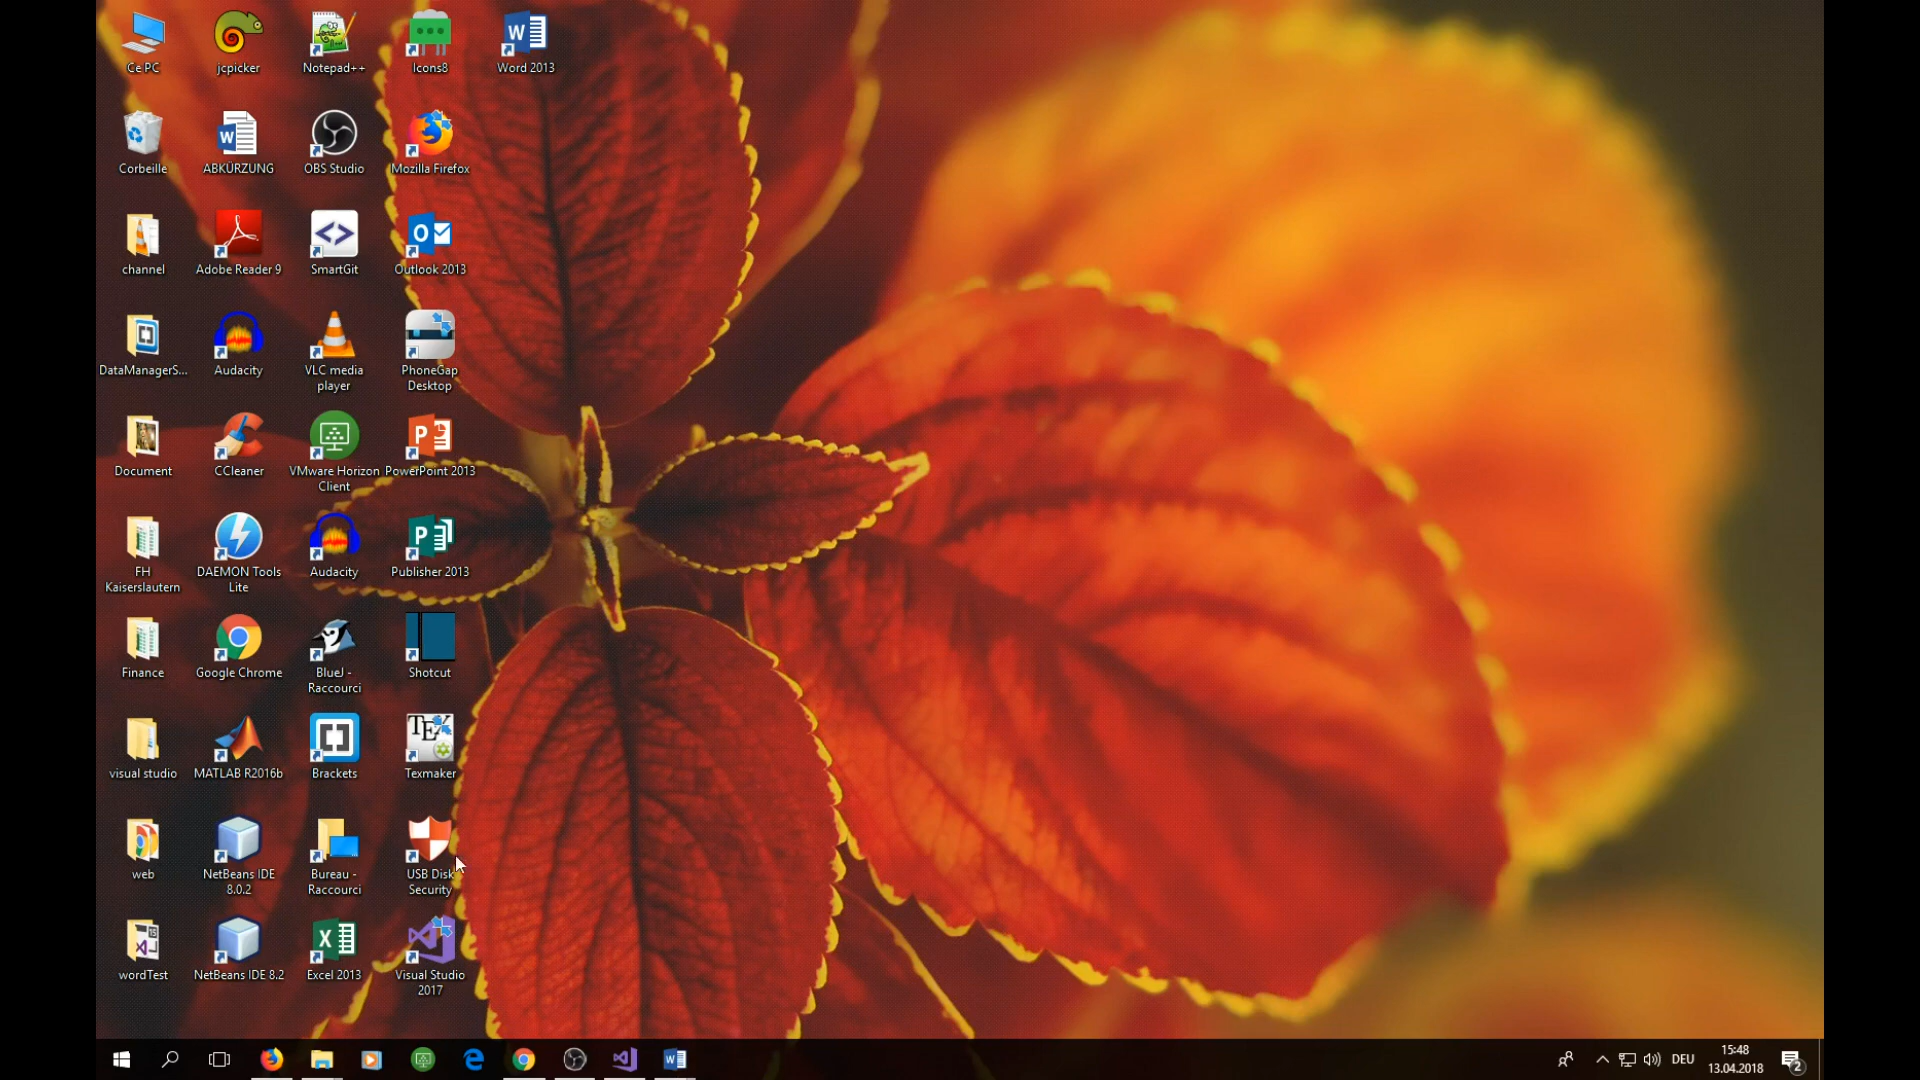 Ce PC
jcpicker
Notepad++
Icons8
Word 2013
Corbeille
ABKÜRZUNG
OBS Studio
Mozilla Firefox
channel
Adobe Reader 9
SmartGit
Outlook 2013
DataManagerS...
Audacity
VLC media
player
PhoneGap
Desktop
Document
CCleaner
VMware Horizon
Client
PowerPoint 2013
FH
Kaiserslautern
DAEMON Tools
Lite
Audacity
Publisher 2013
Finance
Google Chrome
BlueJ -
Raccourci
Shotcut
visual studio
MATLAB R2016b
Brackets
Texmaker
web
NetBeans IDE
8.0.2
Bureau -
Raccourci
USB Disk
Security
wordTest
NetBeans IDE 8.2
Excel 2013
Visual Studio
2017
DEU
15:48
13.04.2018
2